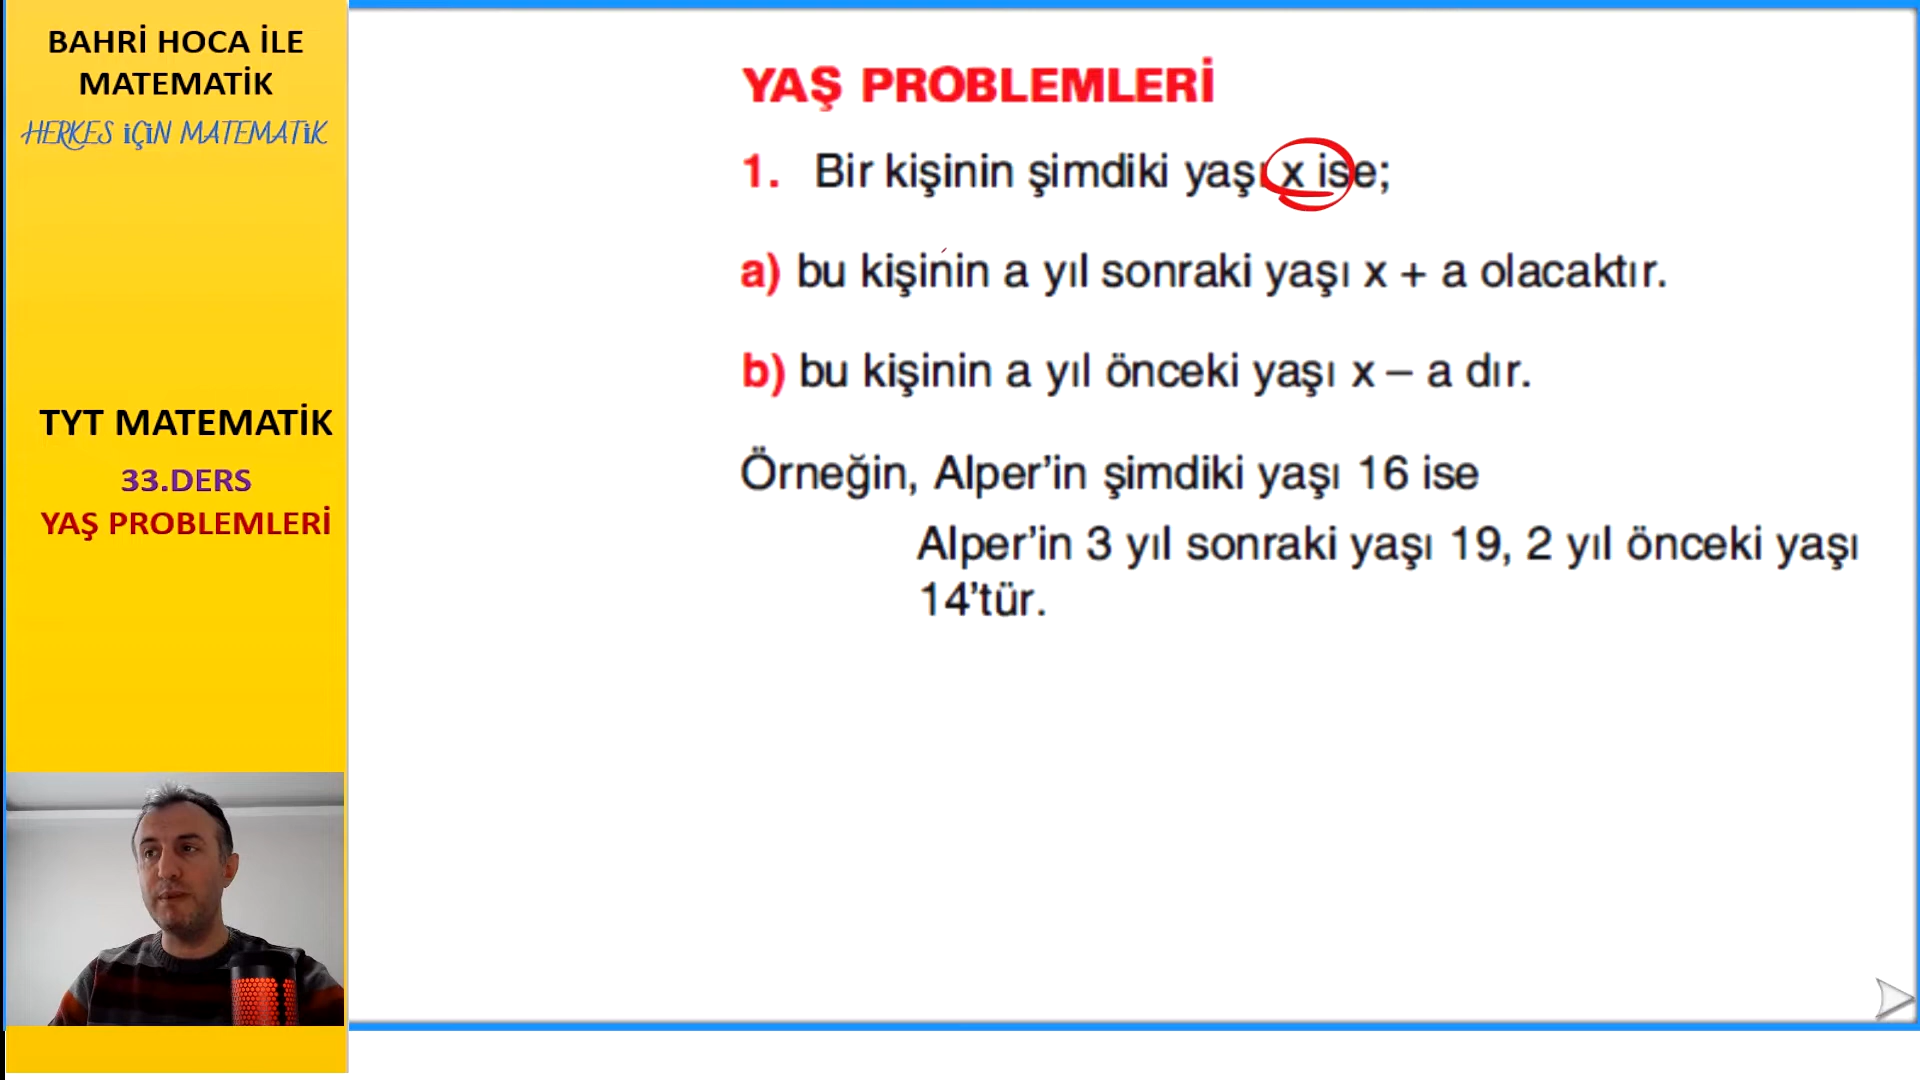 BAHRİ HOCA İLE
MATEMATİK
HERKES İÇİN MATEMATİK
TYT MATEMATİK
33.DERS
YAŞ PROBLEMLERİ
YAŞ PROBLEMLERİ
1. Bir kişinin şimdiki yaşı x ise;
a) bu kişinin a yıl sonraki yaşı x + a olacaktır.
b) bu kişinin a yıl önceki yaşı x – a dır.
Örneğin, Alper’in şimdiki yaşı 16 ise
Alper’in 3 yıl sonraki yaşı 19, 2 yıl önceki yaşı
14’tür.